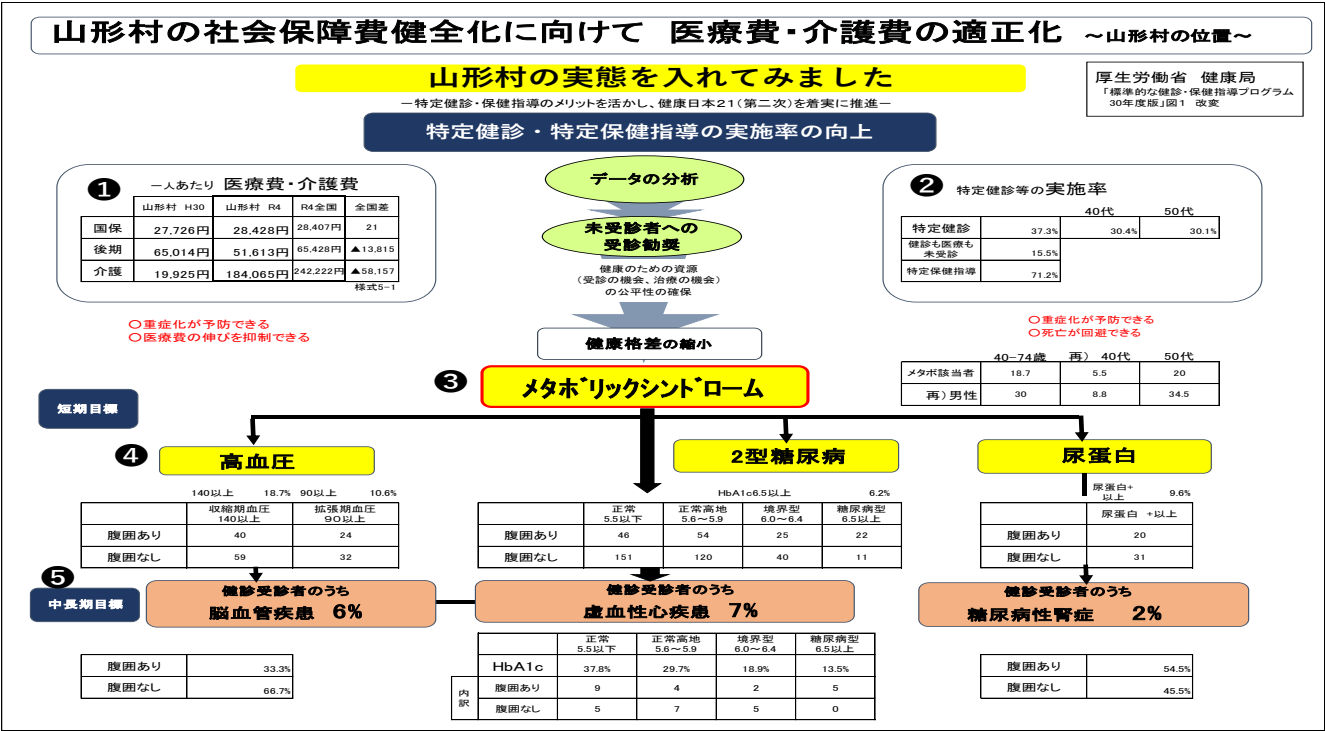 山形村の社会保障費健全化に向けて 医療費・介護費の適正化 ～山形村の位置～
山形村の実態を入れてみました
厚生労働省 健康局
「標準的な健診・保健指導プログラム
30年度版」図1 改変
－特定健診・保健指導のメリットを活かし、健康日本21(第二次)を着実に推進－
特定健診・特定保健指導の実施率の向上
❶ 一人あたり 医療費・介護費
山形村 H30 山形村 R4 R4全国 全国差
国保 27,726円 28,428円 28,407円 21
後期 65,014円 51,613円 65,428円 ▲13,815
介護 19,925円 184,065円 242,222円 ▲58,157
様式5-1
〇重症化が予防できる
〇医療費の伸びを抑制できる
データの分析
未受診者への
受診勧奨
健康のための資源
(受診の機会、治療の機会)
の公平性の確保
健康格差の縮小
❷ 特定健診等の実施率
40代 50代
特定健診 37.3% 30.4% 30.1%
健診も医療も
未受診 15.5%
特定保健指導 71.2%
〇重症化が予防できる
〇死亡が回避できる
40-74歳 再) 40代 50代
メタボ該当者 18.7 5.5 20
再)男性 30 8.8 34.5
❸ メタボリックシンドローム
短期目標
❹ 高血圧
2型糖尿病
尿蛋白
140以上 18.7% 90以上 10.6%
収縮期血圧 拡張期血圧
140以上 90以上
腹囲あり 40 24
腹囲なし 59 32
HbA1c6.5以上 6.2%
正常 正常高地 境界型 糖尿病型
5.5以下 5.6～5.9 6.0～6.4 6.5以上
腹囲あり 46 54 25 22
腹囲なし 151 120 40 11
尿蛋白+
以上 9.6%
尿蛋白 +以上
腹囲あり 20
腹囲なし 31
❺
中長期目標
健診受診者のうち
脳血管疾患 6%
健診受診者のうち
虚血性心疾患 7%
健診受診者のうち
糖尿病性腎症 2%
腹囲あり 33.3%
腹囲なし 66.7%
正常 正常高地 境界型 糖尿病型
5.5以下 5.6～5.9 6.0～6.4 6.5以上
HbA1c 37.8% 29.7% 18.9% 13.5%
内訳
腹囲あり 9 4 2 5
腹囲なし 5 7 5 0
腹囲あり 54.5%
腹囲なし 45.5%